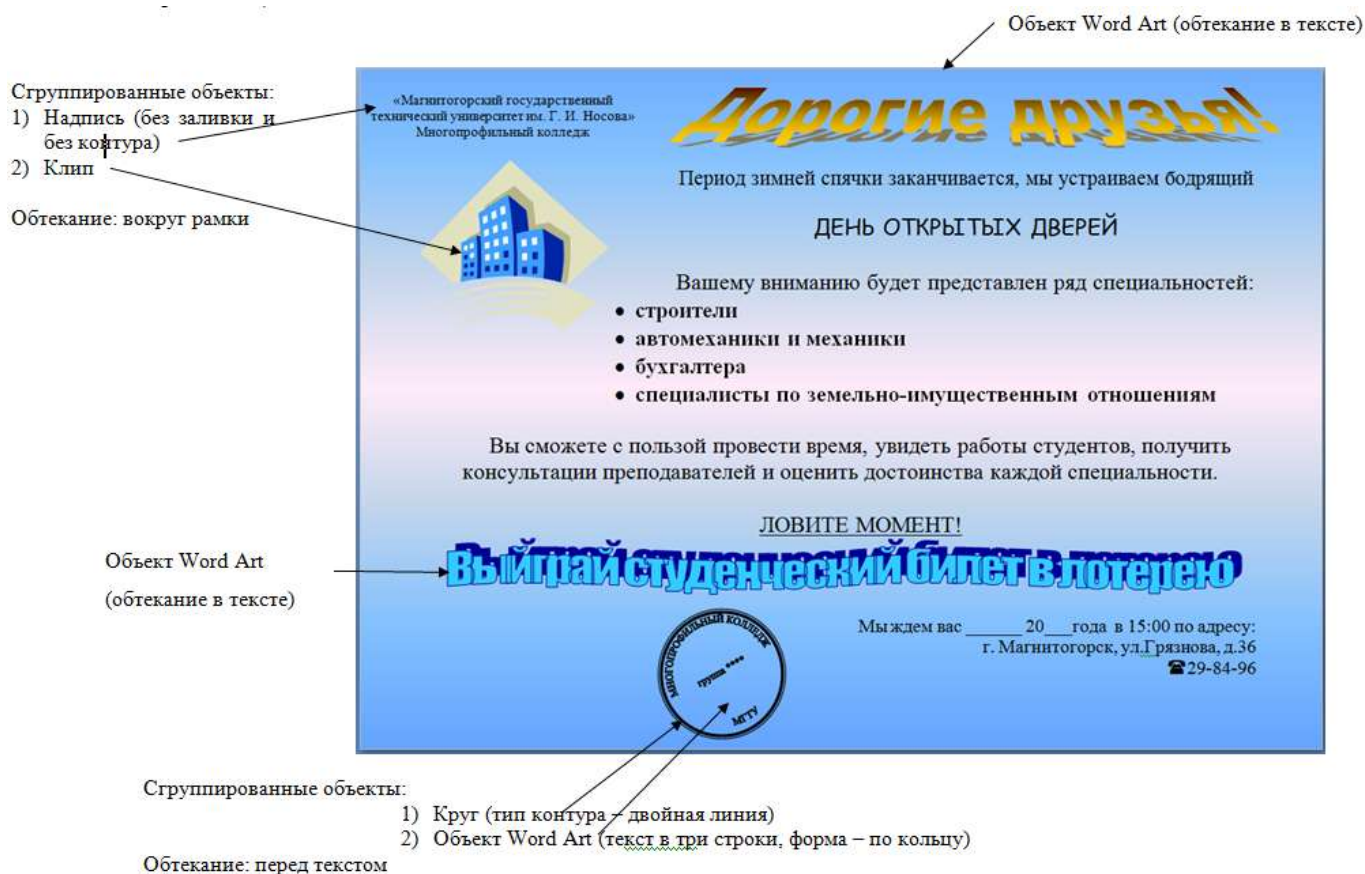 Объект Word Art (обтекание в тексте)
Сгруппированные объекты:
1) Надпись (без заливки и
без контура)
2) Клип
Обтекание: вокруг рамки
«Магнитогорский государственный
технический университет им. Г. И. Носова»
Многопрофильный колледж
Дорогие друзья!
Период зимней спячки заканчивается, мы устраиваем бодрящий
ДЕНЬ ОТКРЫТЫХ ДВЕРЕЙ
Вашему вниманию будет представлен ряд специальностей:
• строители
• автомеханики и механики
• бухгалтера
• специалисты по земельно-имущественным отношениям
Вы сможете с пользой провести время, увидеть работы студентов, получить
консультации преподавателей и оценить достоинства каждой специальности.
ЛОВИТЕ МОМЕНТ!
Объект Word Art
(обтекание в тексте)
Выйграй студенческий билет в лотерею
МНОГОПРОФИЛЬНЫЙ КОЛЛЕДЖ
группа ****
МГТУ
Мы ждем вас ______ 20___года в 15:00 по адресу:
г. Магнитогорск, ул.Грязнова, д.36
☎29-84-96
Сгруппированные объекты:
1) Круг (тип контура – двойная линия)
2) Объект Word Art (текст в три строки, форма – по кольцу)
Обтекание: перед текстом